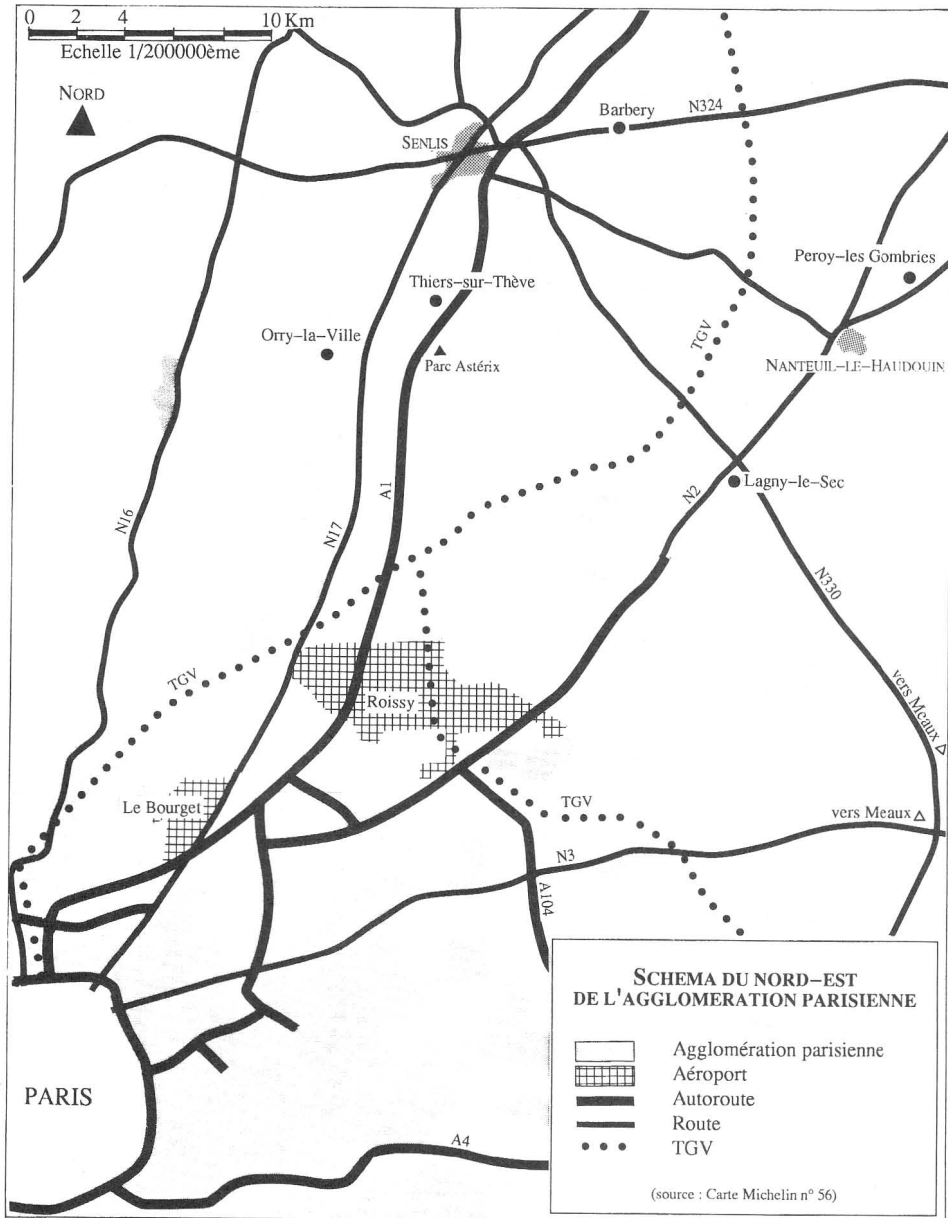 0 2 4 10 Km
Echelle 1/200000ème
NORD
SENLIS
Barbery
N324
Thiers-sur-Thève
Peroy-les Gombries
Orry-la-Ville
Parc Astérix
TGV
NANTEUIL-LE-HAUDOUIN
A1
N2
Lagny-le-Sec
N16
N17
N330
TGV
Roissy
vers Meaux
Le Bourget
TGV
vers Meaux
N3
A104
SCHEMA DU NORD-EST
DE L'AGGLOMERATION PARISIENNE
Agglomération parisienne
Aéroport
Autoroute
Route
TGV
(source : Carte Michelin n° 56)
PARIS
A4